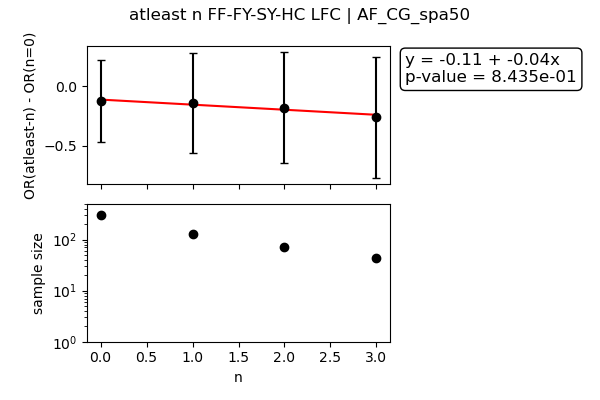 atleast n FF-FY-SY-HC LFC | AF_CG_spa50
y = -0.11 + -0.04x
p-value = 8.435e-01
OR(atleast-n) - OR(n=0)
0.0
−0.5
sample size
10²
10¹
10⁰
0.0 0.5 1.0 1.5 2.0 2.5 3.0
n